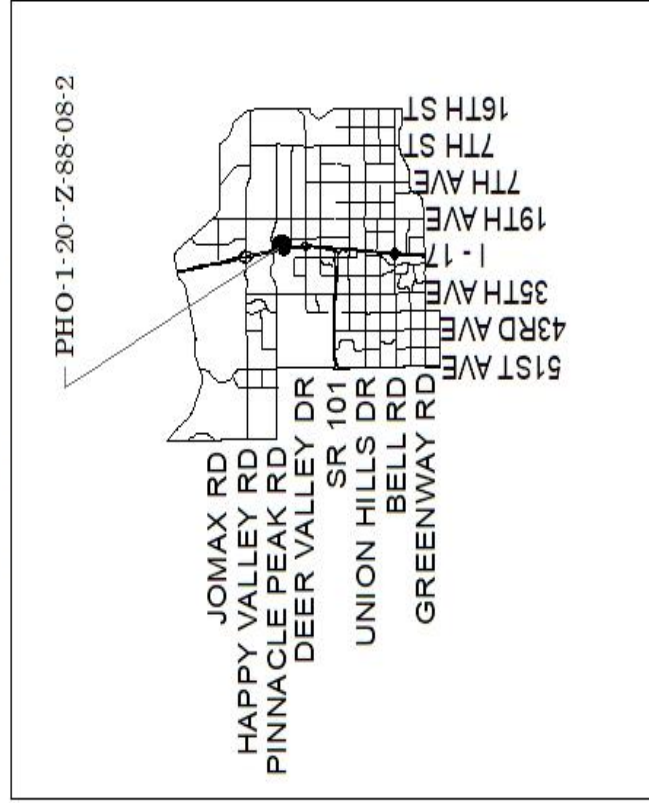 PHO-1-20--Z-88-08-2
JOMAX RD
HAPPY VALLEY RD
PINNACLE PEAK RD
DEER VALLEY DR
SR 101
UNION HILLS DR
BELL RD
GREENWAY RD
51ST AVE
43RD AVE
35TH AVE
I - 17
19TH AVE
7TH AVE
7TH ST
16TH ST